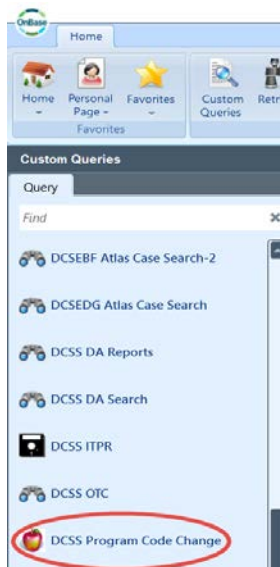 OnBase
Home
Home Personal Page Favorites Custom Queries Retr
Favorites
Custom Queries
Query
Find
DCSEBF Atlas Case Search-2
DCSEDG Atlas Case Search
DCSS DA Reports
DCSS DA Search
DCSS ITPR
DCSS OTC
DCSS Program Code Change